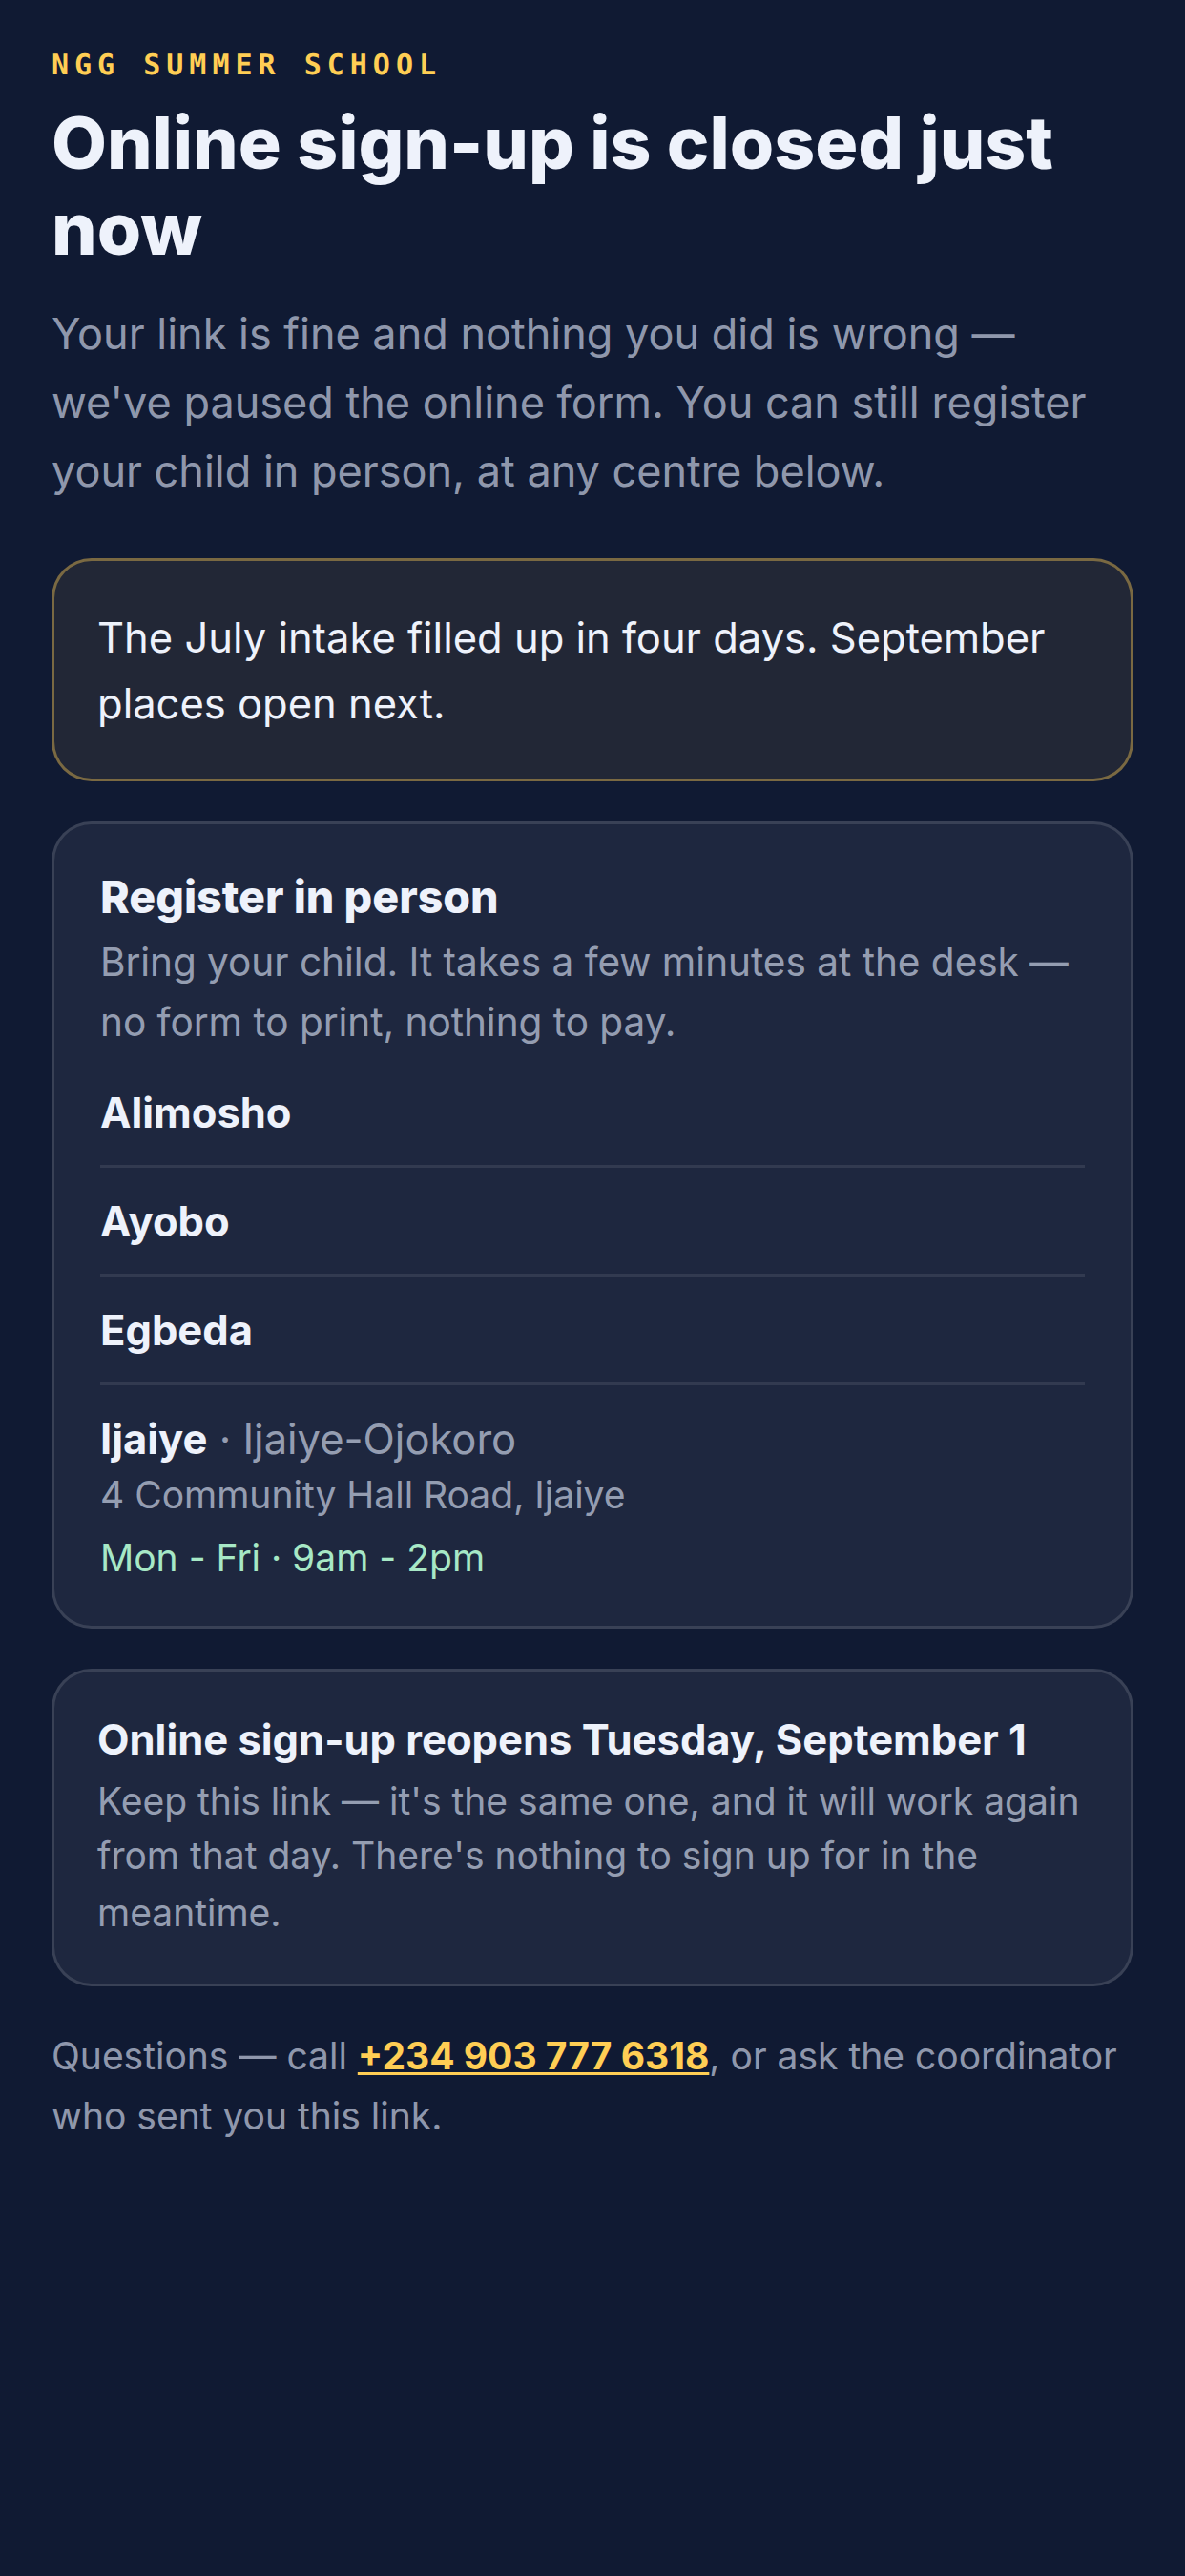 NGG SUMMER SCHOOL
Online sign-up is closed just
now
Your link is fine and nothing you did is wrong —
we've paused the online form. You can still register
your child in person, at any centre below.
The July intake filled up in four days. September
places open next.
Register in person
Bring your child. It takes a few minutes at the desk —
no form to print, nothing to pay.
Alimosho
Ayobo
Egbeda
Ijaiye · Ijaiye-Ojokoro
4 Community Hall Road, Ijaiye
Mon - Fri · 9am - 2pm
Online sign-up reopens Tuesday, September 1
Keep this link — it's the same one, and it will work again
from that day. There's nothing to sign up for in the
meantime.
Questions — call +234 903 777 6318, or ask the coordinator
who sent you this link.